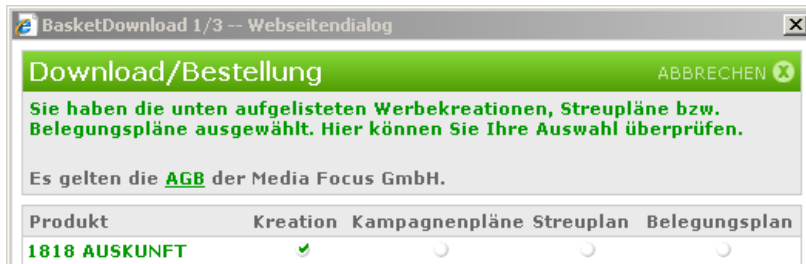 BasketDownload 1/3 -- Webseitendialog
Download/Bestellung ABBRECHEN
Sie haben die unten aufgelisteten Werbekreationen, Streupläne bzw.
Belegungspläne ausgewählt. Hier können Sie Ihre Auswahl überprüfen.
Es gelten die AGB der Media Focus GmbH.
Produkt Kreation Kampagnenpläne Streuplan Belegungsplan
1818 AUSKUNFT